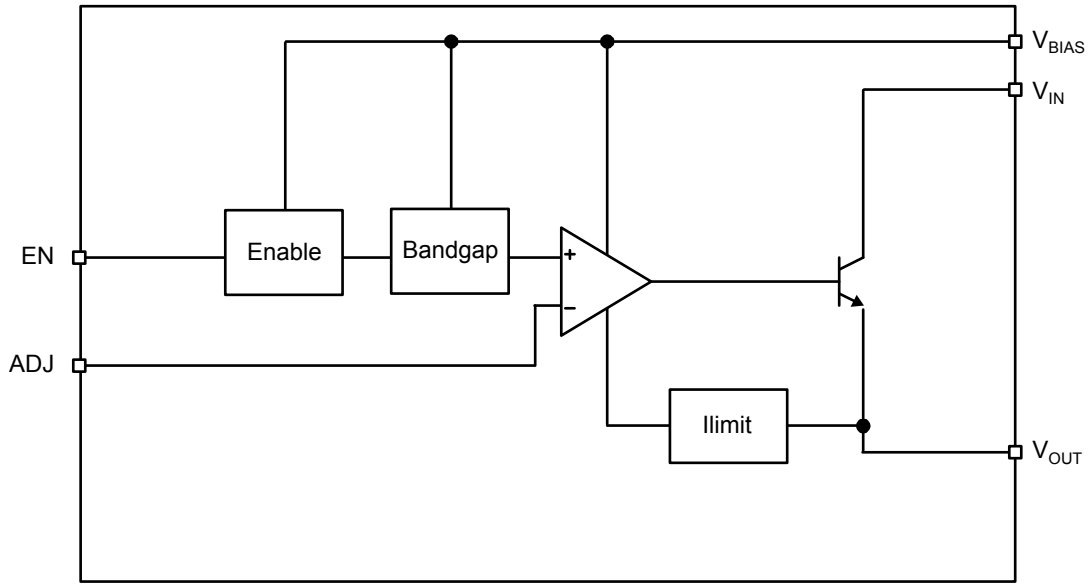 V_BIAS
V_IN
EN
Enable
Bandgap
+
−
ADJ
Ilimit
V_OUT